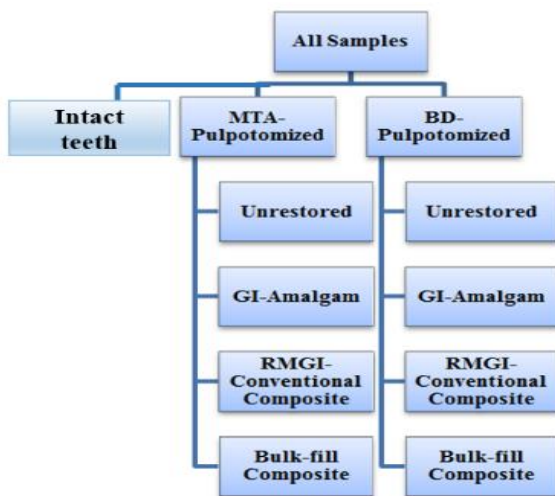 All Samples
Intact
teeth
MTA-
Pulpotomized
BD-
Pulpotomized
Unrestored
Unrestored
GI-Amalgam
GI-Amalgam
RMGI-
Conventional
Composite
RMGI-
Conventional
Composite
Bulk-fill
Composite
Bulk-fill
Composite